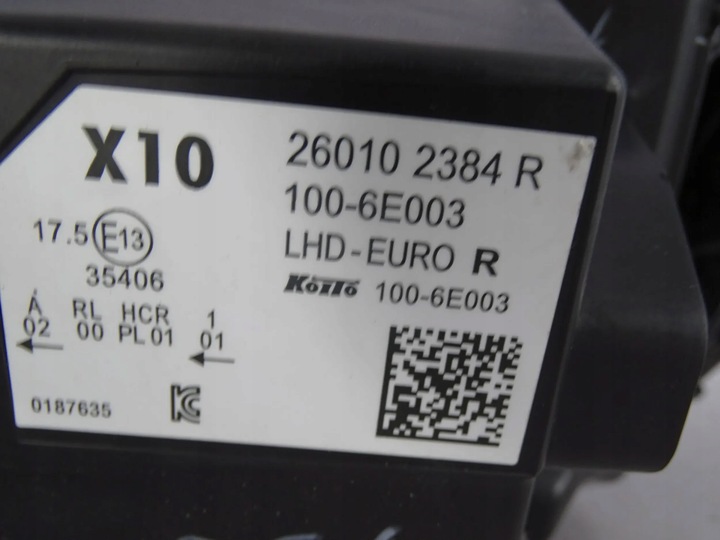 X10
26010 2384 R
100-6E003
LHD-EURO R
KOITO 100-6E003
17.5 E13
35406
A RL HCR 1
02 00 PL 01 01
0187635
KC